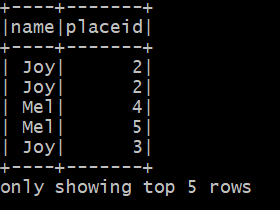 +----+-------+
|name|placeid|
+----+-------+
| Joy|      2|
| Joy|      2|
| Mel|      4|
| Mel|      5|
| Joy|      3|
+----+-------+
only showing top 5 rows